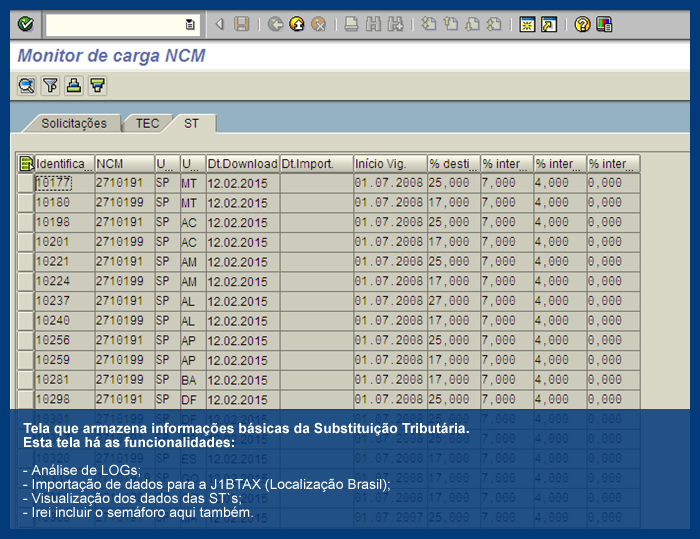 Monitor de carga NCM
Solicitações TEC ST
Identifica... NCM U... U... Dt.Download Dt.Import. Início Vig. % desti... % inter... % inter... % inter...
10177 2710191 SP MT 12.02.2015 01.07.2008 25,000 7,000 4,000 0,000
10180 2710199 SP MT 12.02.2015 01.07.2008 17,000 7,000 4,000 0,000
10198 2710191 SP AC 12.02.2015 01.07.2008 25,000 7,000 4,000 0,000
10201 2710199 SP AC 12.02.2015 01.07.2008 17,000 7,000 4,000 0,000
10221 2710191 SP AM 12.02.2015 01.07.2008 25,000 7,000 4,000 0,000
10224 2710199 SP AM 12.02.2015 01.07.2008 17,000 7,000 4,000 0,000
10237 2710191 SP AL 12.02.2015 01.07.2008 27,000 7,000 4,000 0,000
10240 2710199 SP AL 12.02.2015 01.07.2008 17,000 7,000 4,000 0,000
10256 2710191 SP AP 12.02.2015 01.07.2008 25,000 7,000 4,000 0,000
10259 2710199 SP AP 12.02.2015 01.07.2008 17,000 7,000 4,000 0,000
10281 2710199 SP BA 12.02.2015 01.07.2008 17,000 7,000 4,000 0,000
10298 2710191 SP DF 12.02.2015 01.07.2008 25,000 7,000 4,000 0,000
Tela que armazena informações básicas da Substituição Tributária.
Esta tela há as funcionalidades:
- Análise de LOGs;
- Importação de dados para a J1BTAX (Localização Brasil);
- Visualização dos dados das ST`s;
- Irei incluir o semáforo aqui também.